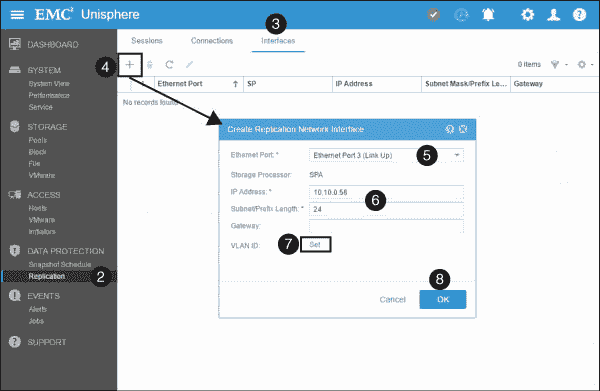 EMC² Unisphere
DASHBOARD
SYSTEM
System View
Performance
Service
STORAGE
Pools
Block
File
VMware
ACCESS
Hosts
VMware
Initiators
DATA PROTECTION
Snapshot Schedule
Replication 2
EVENTS
Alerts
Jobs
SUPPORT
3
Sessions Connections Interfaces
4
0 items
Ethernet Port SP IP Address Subnet Mask/Prefix Le... Gateway
No records found
Create Replication Network Interface
Ethernet Port: * Ethernet Port 3 (Link Up) 5
Storage Processor: SPA
IP Address: * 10.10.0.56 6
Subnet/Prefix Length: * 24
Gateway:
VLAN ID: 7 Set
8
Cancel OK